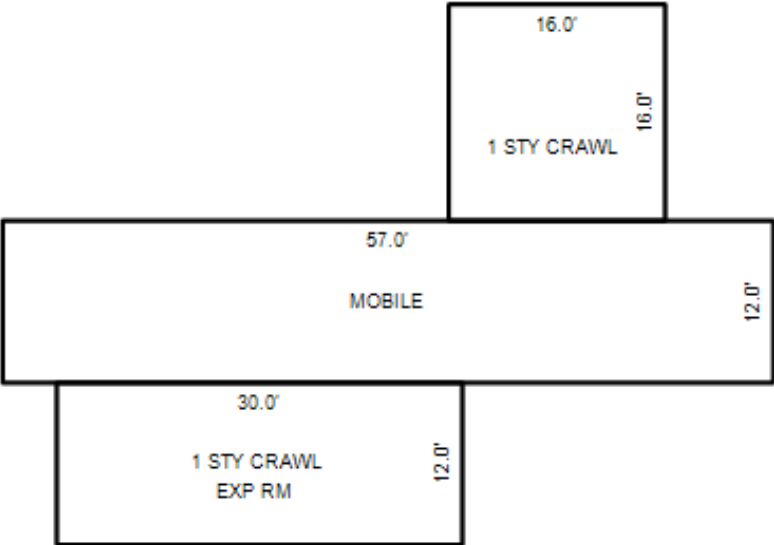 16.0'
16.0'
1 STY CRAWL
57.0'
MOBILE
12.0'
30.0'
1 STY CRAWL
12.0'
EXP RM